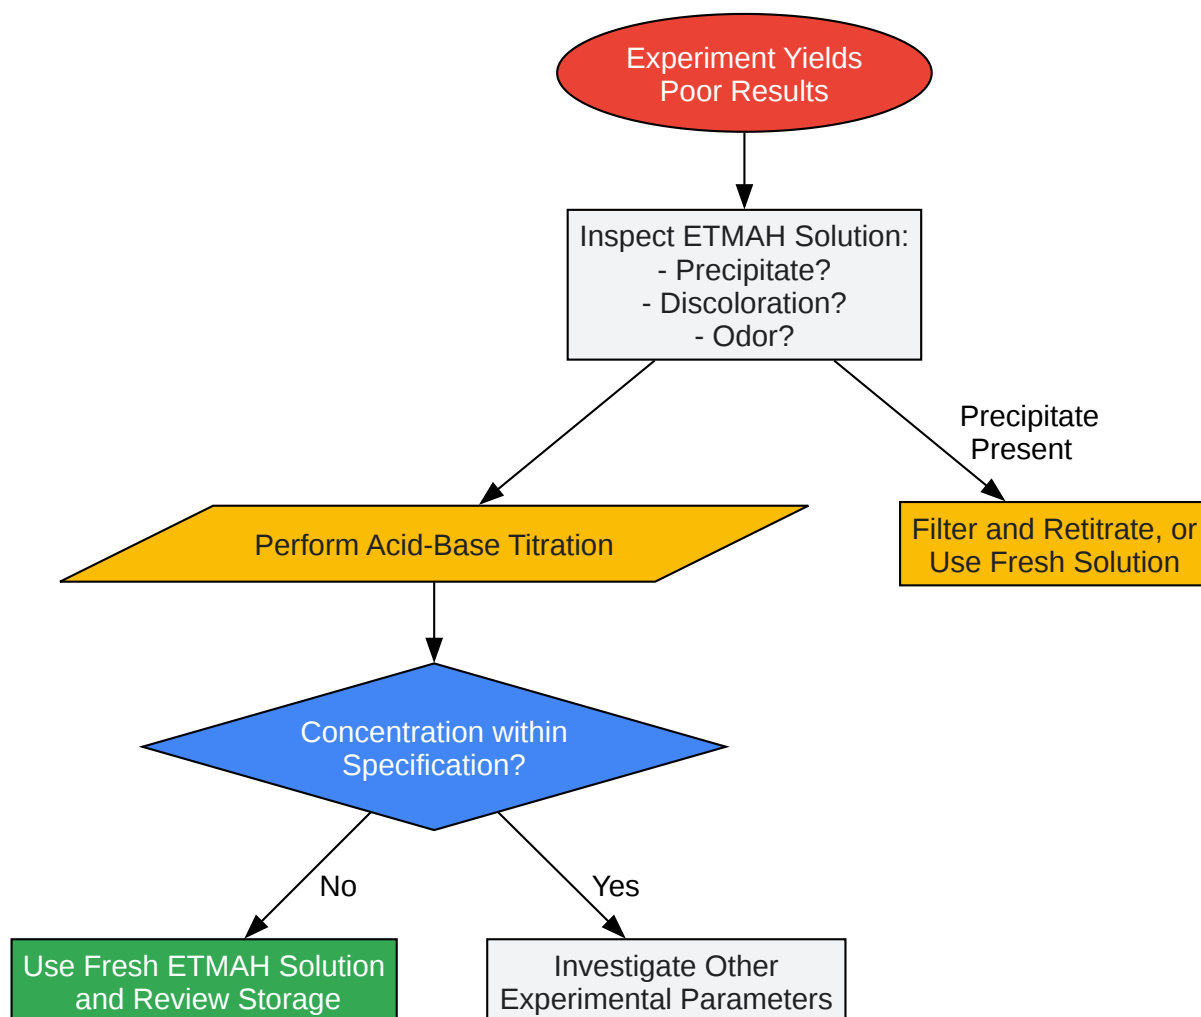 Experiment Yields
Poor Results
Inspect ETMAH Solution:
- Precipitate?
- Discoloration?
- Odor?
Precipitate
Present
Perform Acid-Base Titration
Filter and Retitrate, or
Use Fresh Solution
Concentration within
Specification?
No
Yes
Use Fresh ETMAH Solution
and Review Storage
Investigate Other
Experimental Parameters